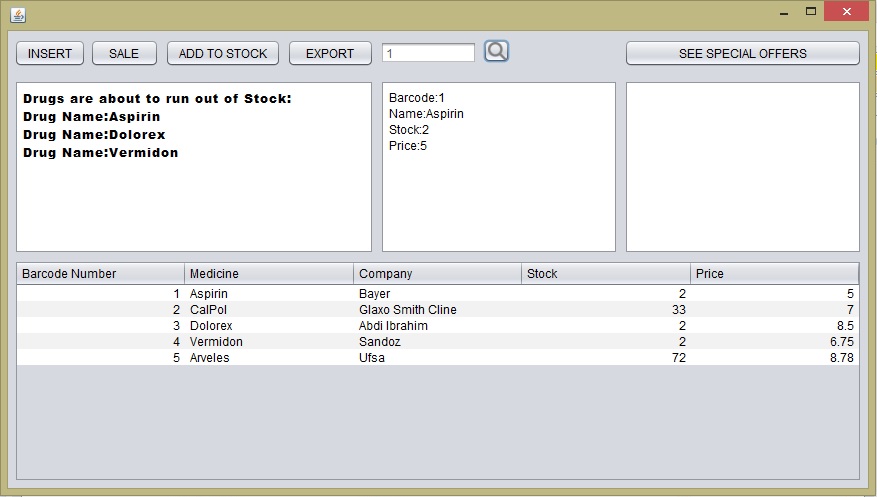 INSERT SALE ADD TO STOCK EXPORT 1 SEE SPECIAL OFFERS
Drugs are about to run out of Stock:
Drug Name:Aspirin
Drug Name:Dolorex
Drug Name:Vermidon
Barcode:1
Name:Aspirin
Stock:2
Price:5
Barcode Number Medicine Company Stock Price
1 Aspirin Bayer 2 5
2 CalPol Glaxo Smith Cline 33 7
3 Dolorex Abdi Ibrahim 2 8.5
4 Vermidon Sandoz 2 6.75
5 Arveles Ufsa 72 8.78